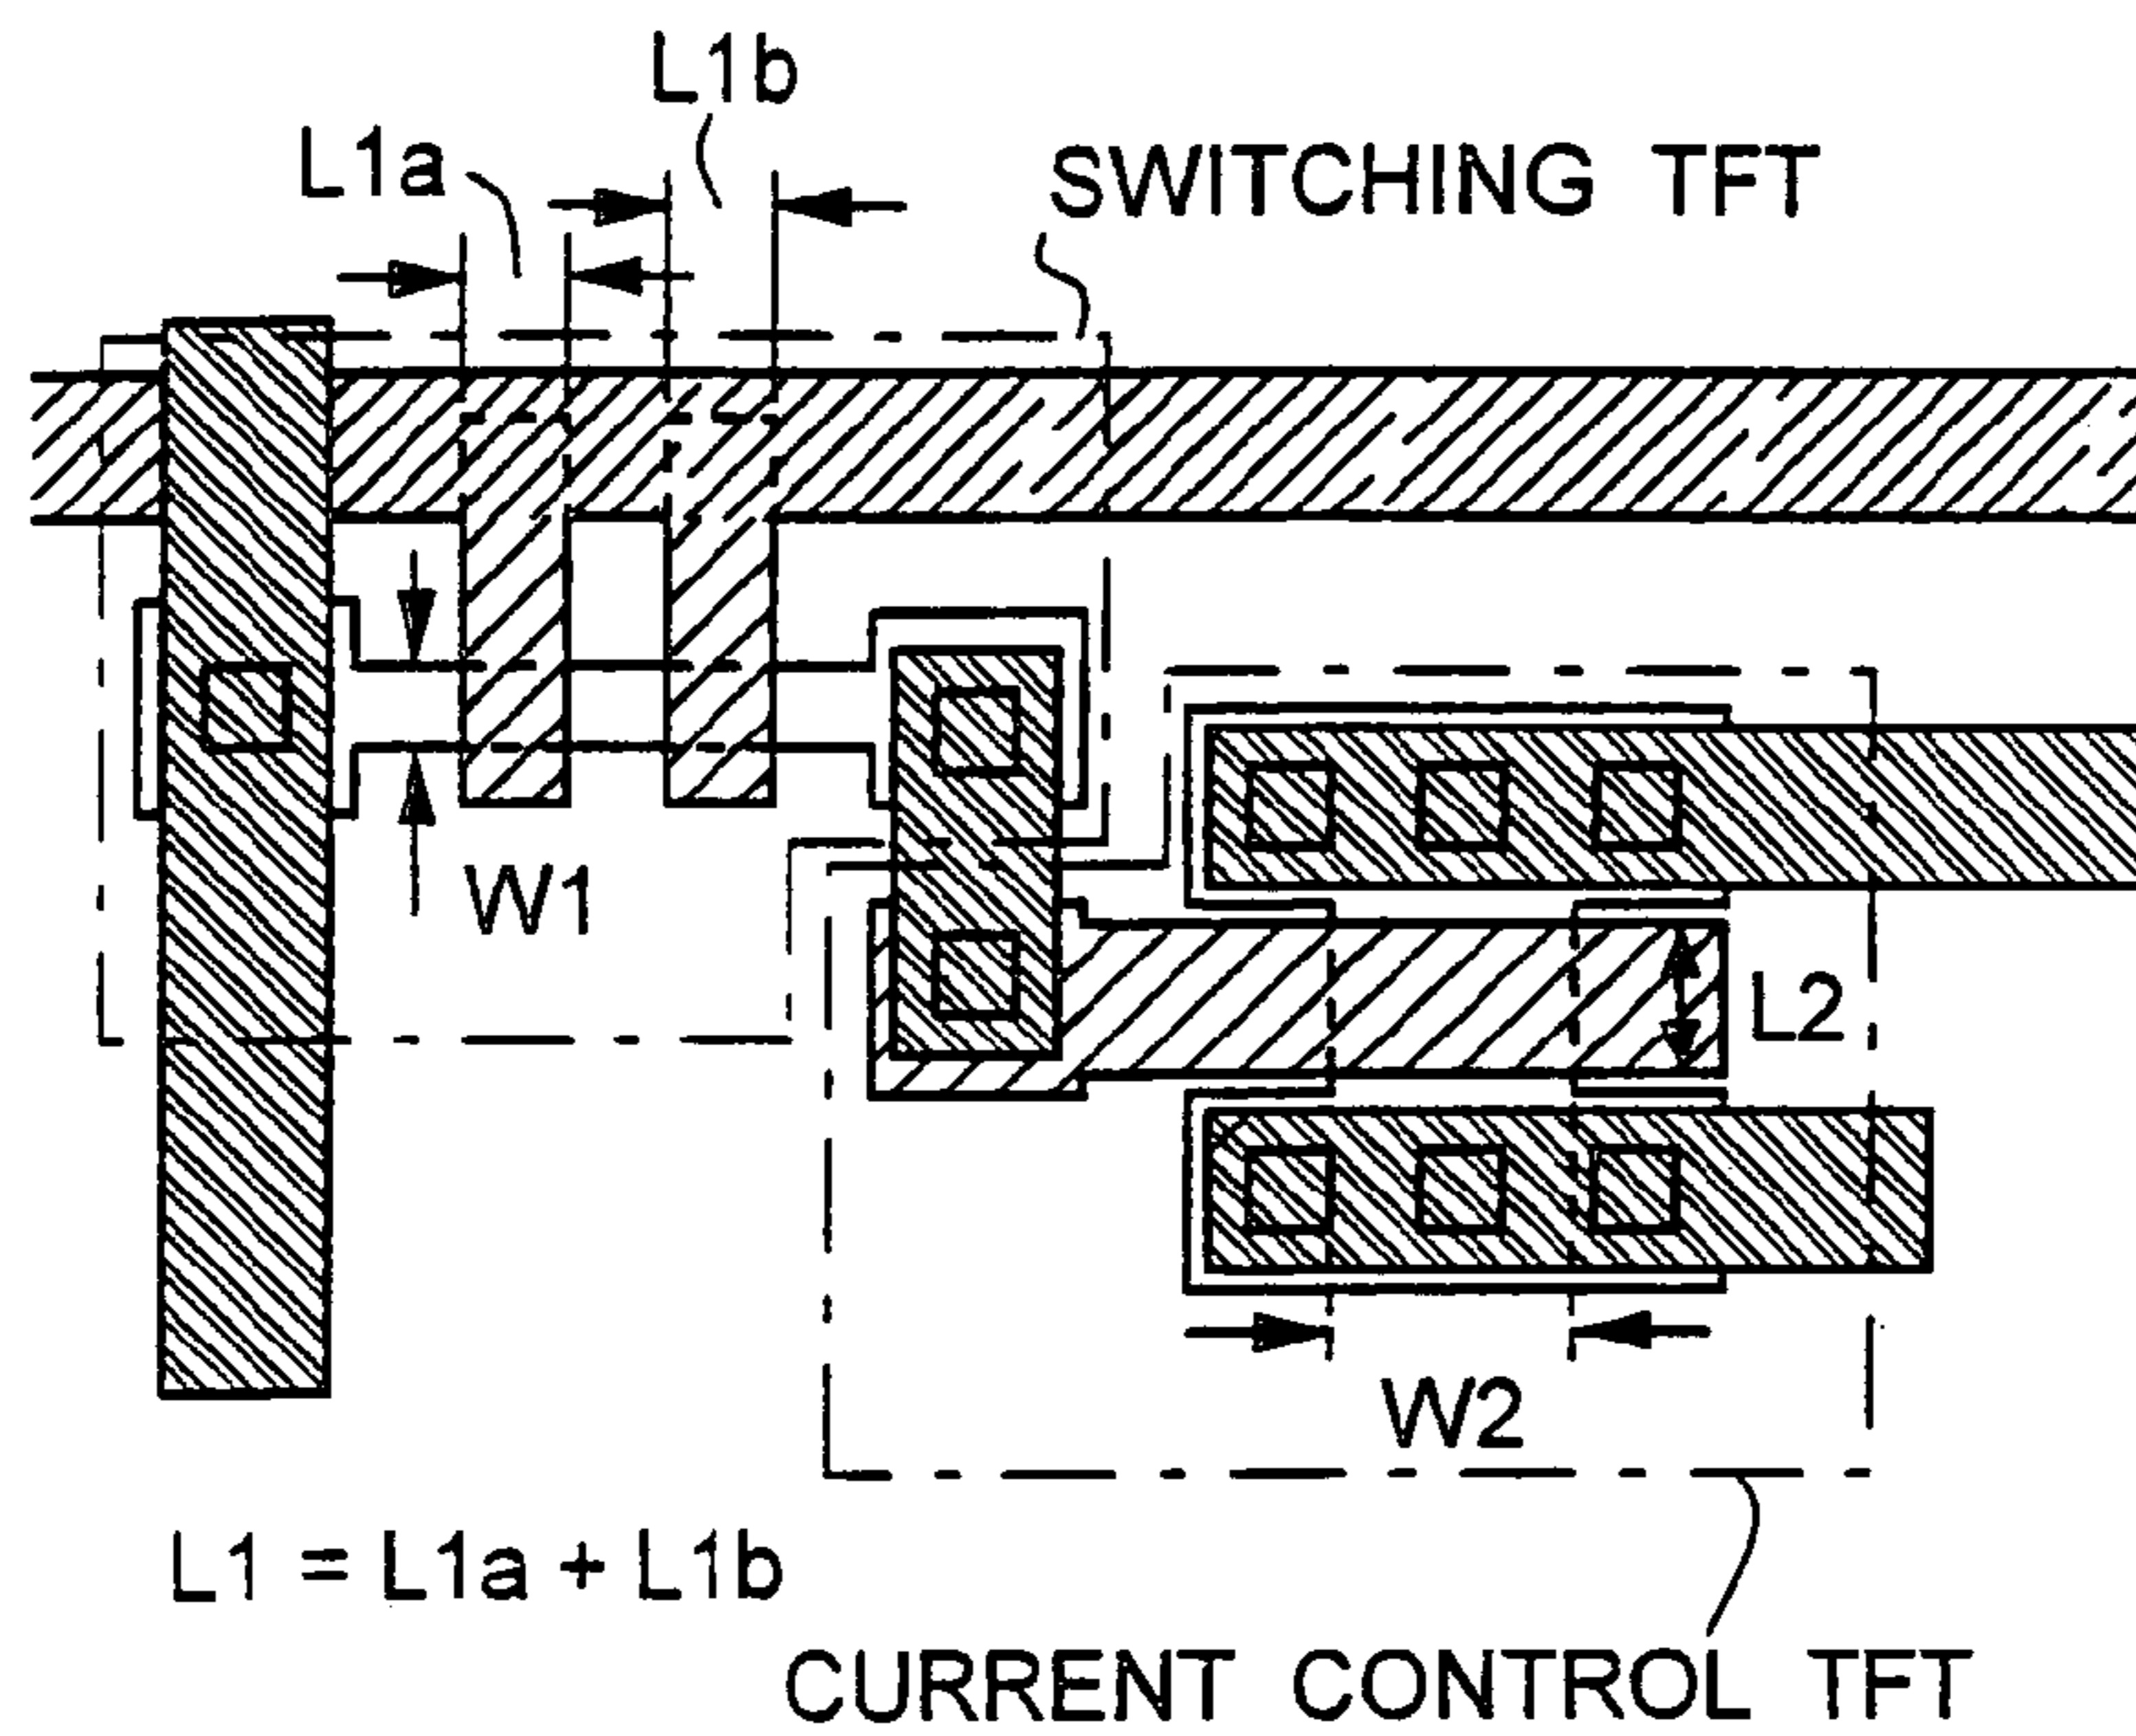 L1b
L1a
SWITCHING TFT
W1
L2
W2
L1 = L1a + L1b
CURRENT CONTROL TFT